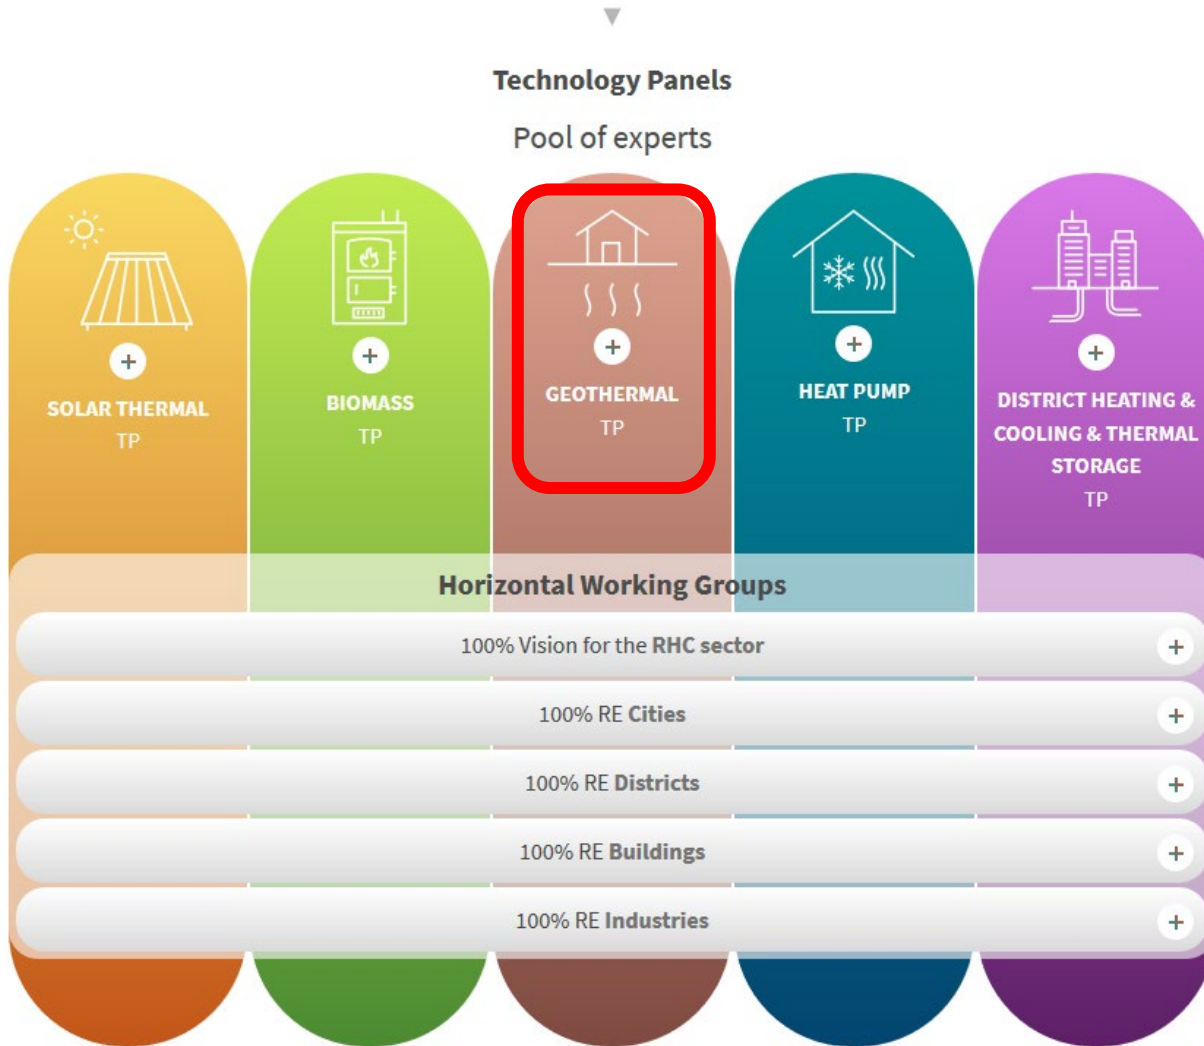 Technology Panels
Pool of experts
SOLAR THERMAL
TP
BIOMASS
TP
GEOTHERMAL
TP
HEAT PUMP
TP
DISTRICT HEATING &
COOLING & THERMAL
STORAGE
TP
Horizontal Working Groups
100% Vision for the RHC sector
100% RE Cities
100% RE Districts
100% RE Buildings
100% RE Industries